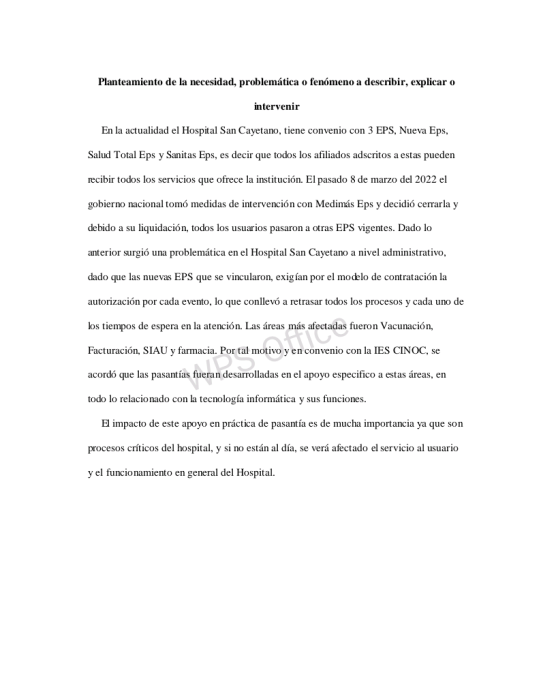 Planteamiento de la necesidad, problemática o fenómeno a describir, explicar o
intervenir
En la actualidad el Hospital San Cayetano, tiene convenio con 3 EPS, Nueva Eps,
Salud Total Eps y Sanitas Eps, es decir que todos los afiliados adscritos a estas pueden
recibir todos los servicios que ofrece la institución. El pasado 8 de marzo del 2022 el
gobierno nacional tomó medidas de intervención con Medimás Eps y decidió cerrarla y
debido a su liquidación, todos los usuarios pasaron a otras EPS vigentes. Dado lo
anterior surgió una problemática en el Hospital San Cayetano a nivel administrativo,
dado que las nuevas EPS que se vincularon, exigían por el modelo de contratación la
autorización por cada evento, lo que conllevó a retrasar todos los procesos y cada uno de
los tiempos de espera en la atención. Las áreas más afectadas fueron Vacunación,
Facturación, SIAU y farmacia. Por tal motivo y en convenio con la IES CINOC, se
acordó que las pasantías fueran desarrolladas en el apoyo especifico a estas áreas, en
todo lo relacionado con la tecnología informática y sus funciones.
El impacto de este apoyo en práctica de pasantía es de mucha importancia ya que son
procesos críticos del hospital, y si no están al día, se verá afectado el servicio al usuario
y el funcionamiento en general del Hospital.
WPS Office